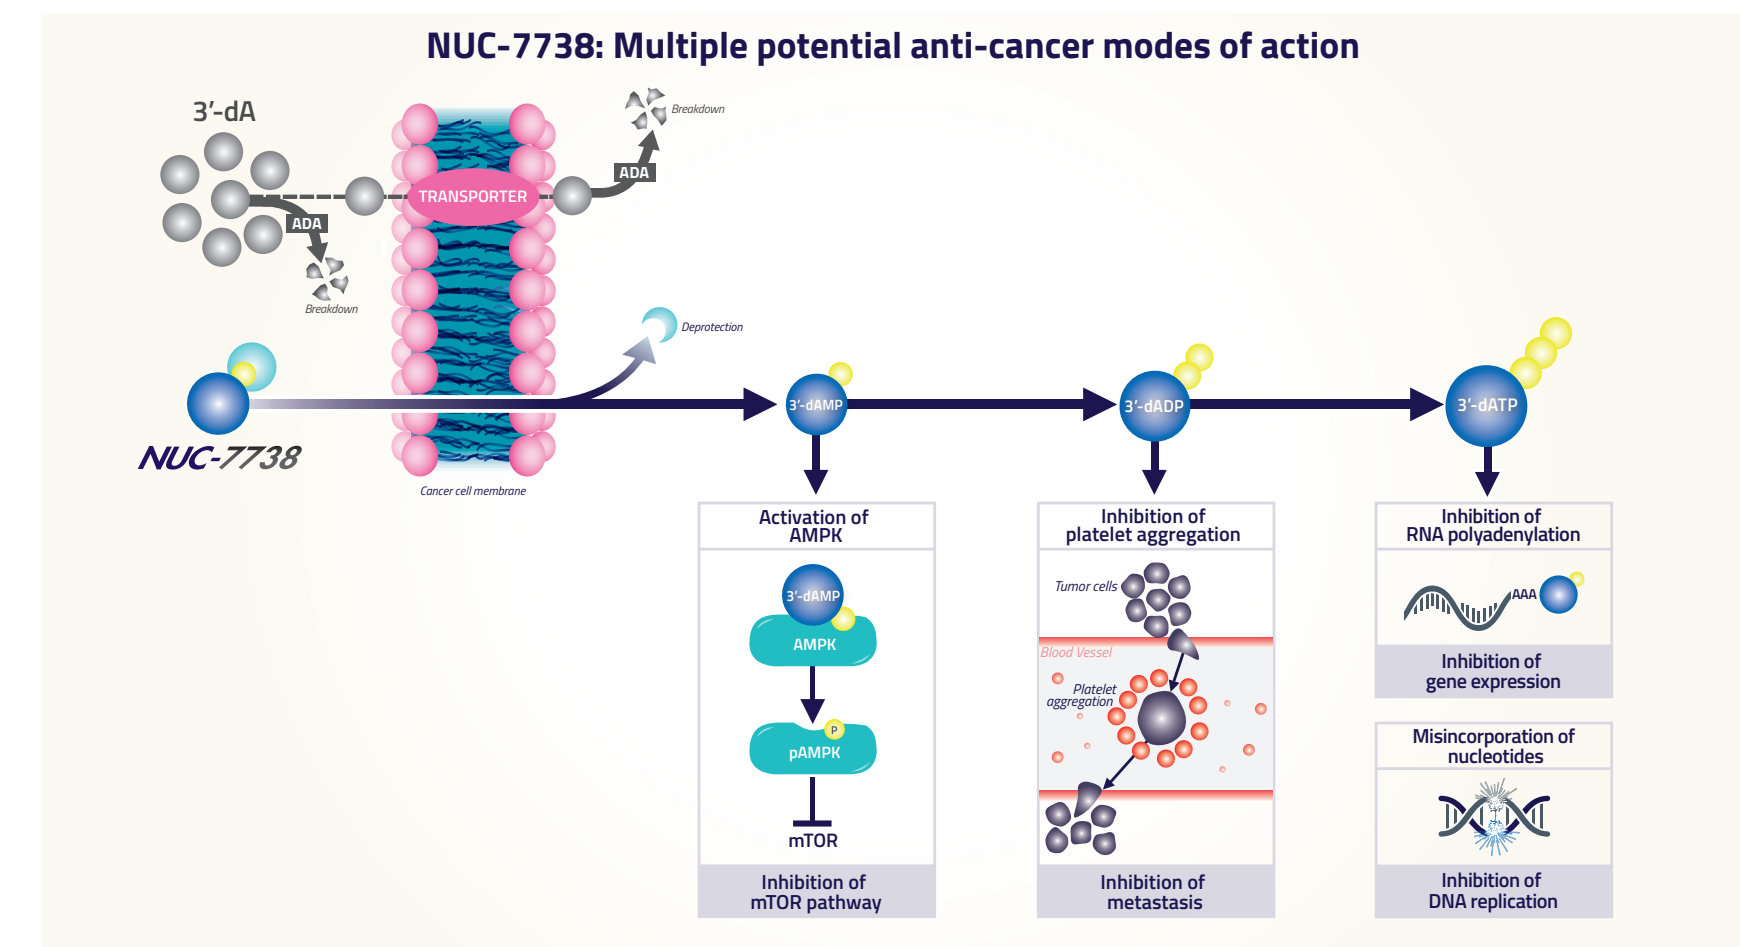 NUC-7738: Multiple potential anti-cancer modes of action
3'-dA
Breakdown
ADA
TRANSPORTER
ADA
Breakdown
Deprotection
NUC-7738
Cancer cell membrane
3'-dAMP
3'-dADP
3'-dATP
Activation of
AMPK
3'-dAMP
AMPK
P
pAMPK
mTOR
Inhibition of
mTOR pathway
Inhibition of
platelet aggregation
Tumor cells
Blood Vessel
Platelet
aggregation
Inhibition of
metastasis
Inhibition of
RNA polyadenylation
AAA
Inhibition of
gene expression
Misincorporation of
nucleotides
Inhibition of
DNA replication